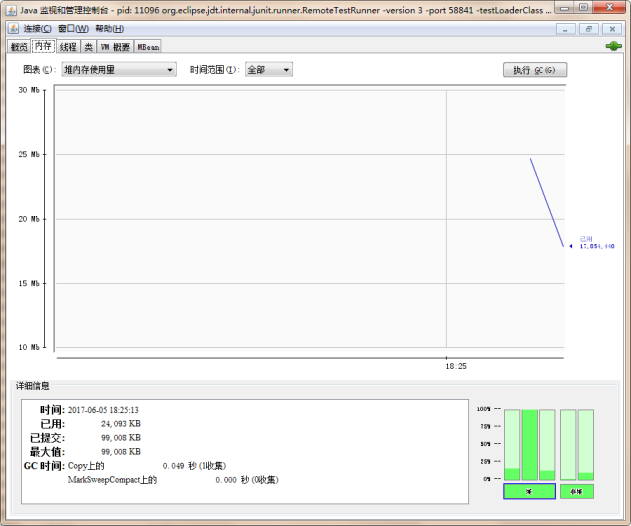 Java 监视和管理控制台 - pid: 11096 org.eclipse.jdt.internal.junit.runner.RemoteTestRunner -version 3 -port 58841 -testLoaderClass ...
连接(C) 窗口(W) 帮助(H)
概览 内存 线程 类 VM 概要 MBean
图表(C): 堆内存使用量 时间范围(T): 全部 执行 GC(G)
30 Mb
25 Mb
20 Mb
已用
17,854,440
15 Mb
10 Mb
18:25
详细信息
时间: 2017-06-05 18:25:13
已用: 24,093 KB
已提交: 99,008 KB
最大值: 99,008 KB
GC 时间: Copy上的 0.049 秒 (1收集)
MarkSweepCompact上的 0.000 秒 (0收集)
100% --
75% --
50% --
25% --
0% --
堆 非堆